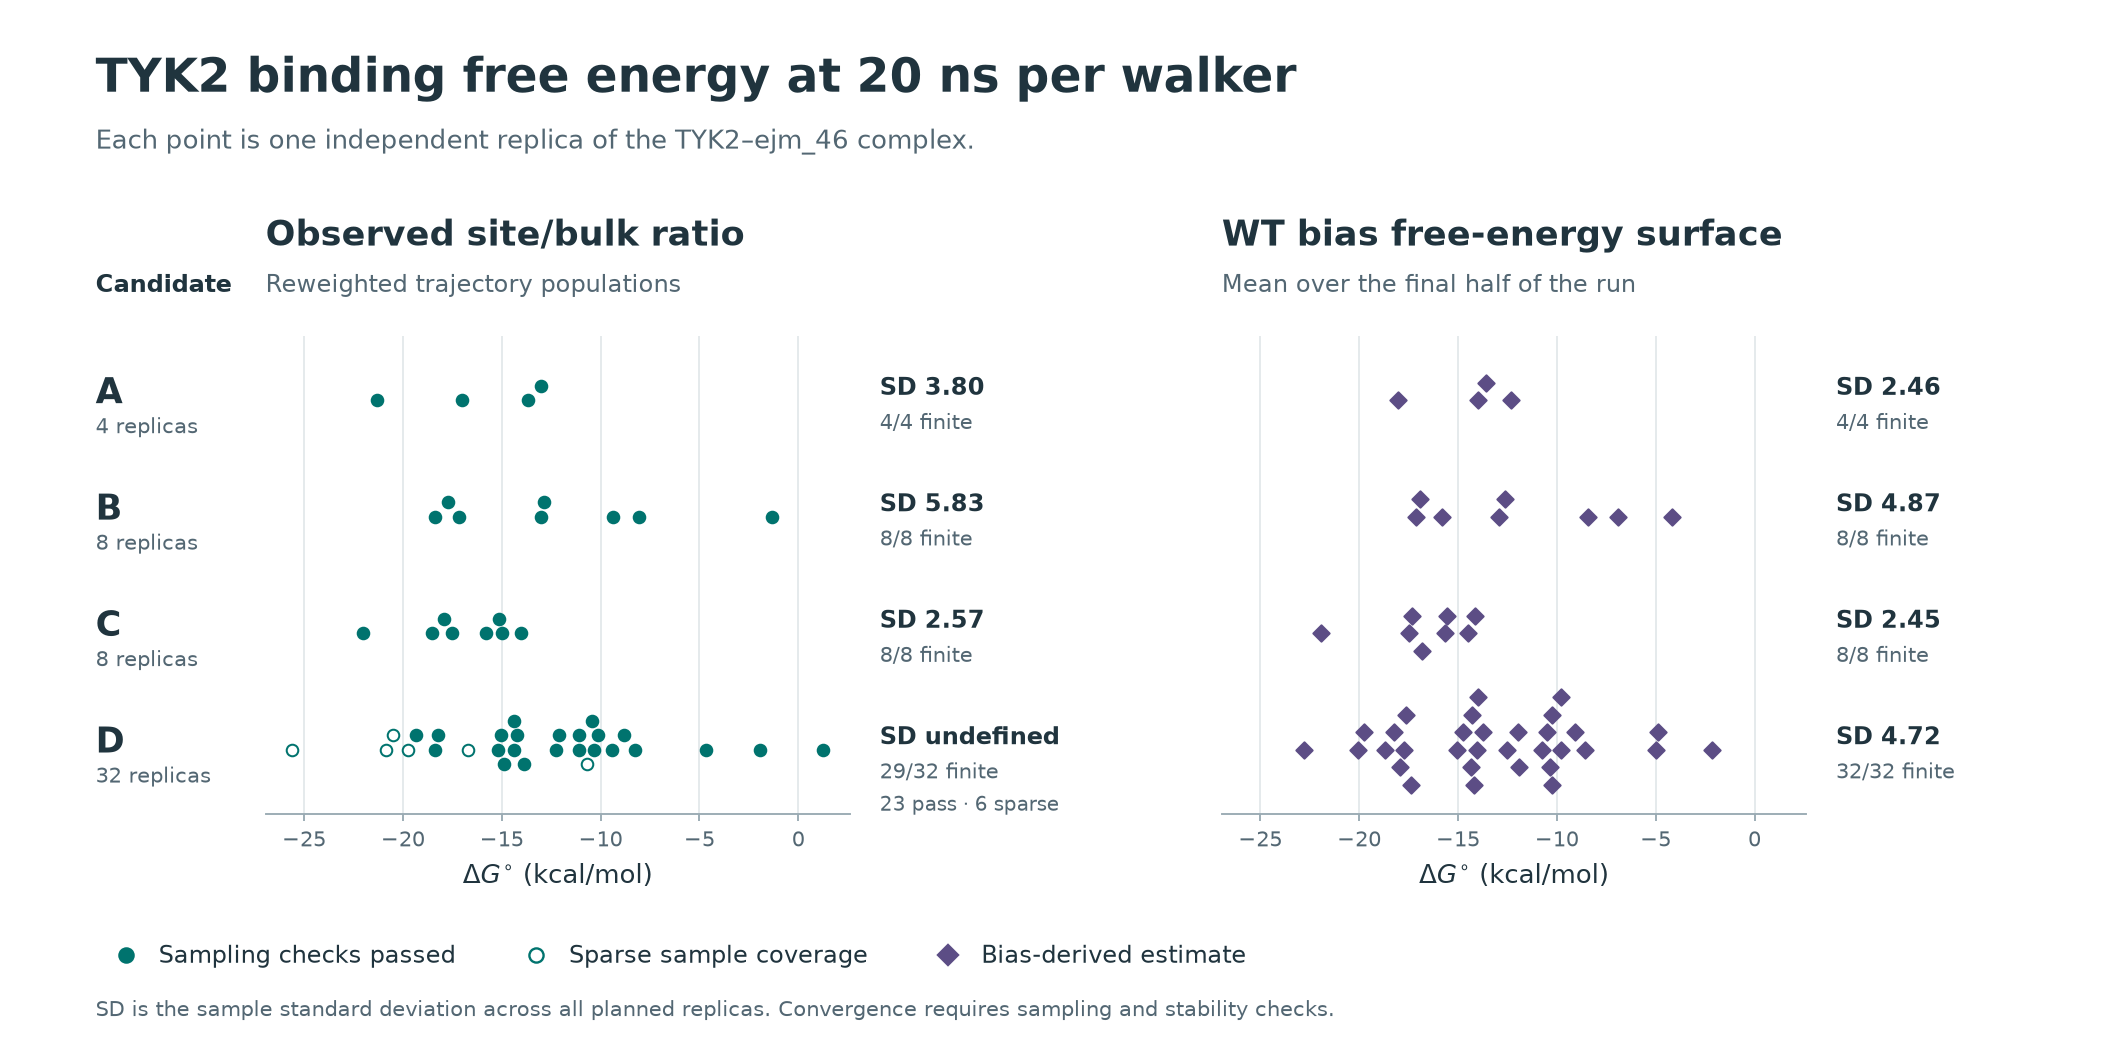 TYK2 binding free energy at 20 ns per walker
Each point is one independent replica of the TYK2–ejm_46 complex.
Observed site/bulk ratio
WT bias free-energy surface
Candidate
Reweighted trajectory populations
Mean over the final half of the run
A
4 replicas
SD 3.80
4/4 finite
SD 2.46
4/4 finite
B
8 replicas
SD 5.83
8/8 finite
SD 4.87
8/8 finite
C
8 replicas
SD 2.57
8/8 finite
SD 2.45
8/8 finite
D
32 replicas
SD undefined
29/32 finite
23 pass · 6 sparse
SD 4.72
32/32 finite
−25 −20 −15 −10 −5 0
ΔG° (kcal/mol)
−25 −20 −15 −10 −5 0
ΔG° (kcal/mol)
Sampling checks passed
Sparse sample coverage
Bias-derived estimate
SD is the sample standard deviation across all planned replicas. Convergence requires sampling and stability checks.